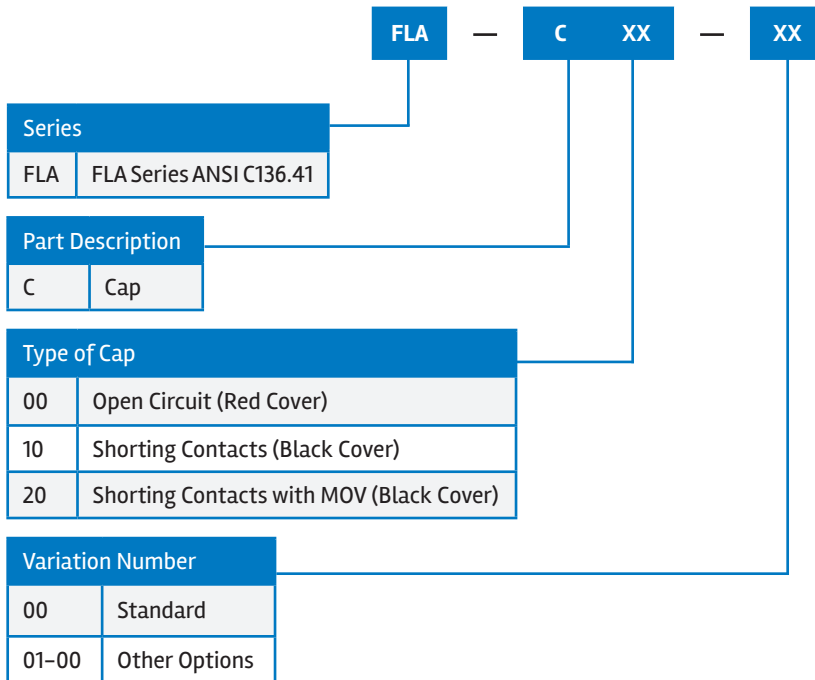 FLA — C XX — XX
Series
FLA FLA Series ANSI C136.41
Part Description
C Cap
Type of Cap
00 Open Circuit (Red Cover)
10 Shorting Contacts (Black Cover)
20 Shorting Contacts with MOV (Black Cover)
Variation Number
00 Standard
01–00 Other Options